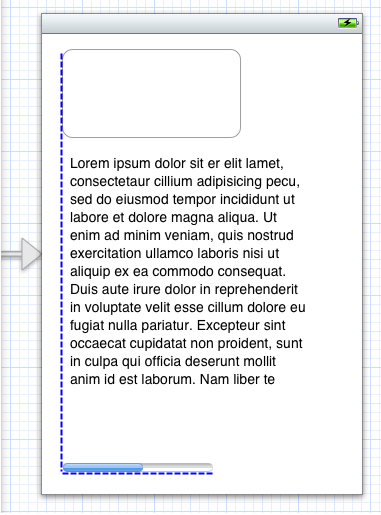 Lorem ipsum dolor sit er elit lamet,
consectetaur cillium adipisicing pecu,
sed do eiusmod tempor incididunt ut
labore et dolore magna aliqua. Ut
enim ad minim veniam, quis nostrud
exercitation ullamco laboris nisi ut
aliquip ex ea commodo consequat.
Duis aute irure dolor in reprehenderit
in voluptate velit esse cillum dolore eu
fugiat nulla pariatur. Excepteur sint
occaecat cupidatat non proident, sunt
in culpa qui officia deserunt mollit
anim id est laborum. Nam liber te